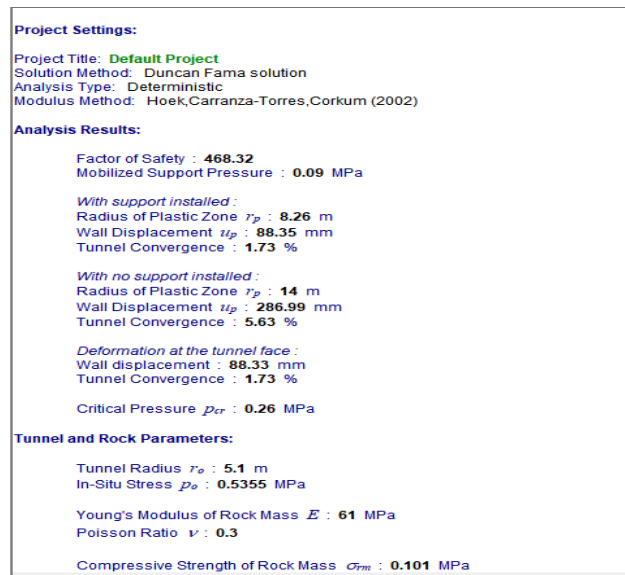 Project Settings:
Project Title: Default Project
Solution Method: Duncan Fama solution
Analysis Type: Deterministic
Modulus Method: Hoek,Carranza-Torres,Corkum (2002)
Analysis Results:
Factor of Safety : 468.32
Mobilized Support Pressure : 0.09 MPa
With support installed :
Radius of Plastic Zone rₚ : 8.26 m
Wall Displacement uₚ : 88.35 mm
Tunnel Convergence : 1.73 %
With no support installed :
Radius of Plastic Zone rₚ : 14 m
Wall Displacement uₚ : 286.99 mm
Tunnel Convergence : 5.63 %
Deformation at the tunnel face :
Wall displacement : 88.33 mm
Tunnel Convergence : 1.73 %
Critical Pressure p_cr : 0.26 MPa
Tunnel and Rock Parameters:
Tunnel Radius rₒ : 5.1 m
In-Situ Stress pₒ : 0.5355 MPa
Young's Modulus of Rock Mass E : 61 MPa
Poisson Ratio ν : 0.3
Compressive Strength of Rock Mass σ_rm : 0.101 MPa